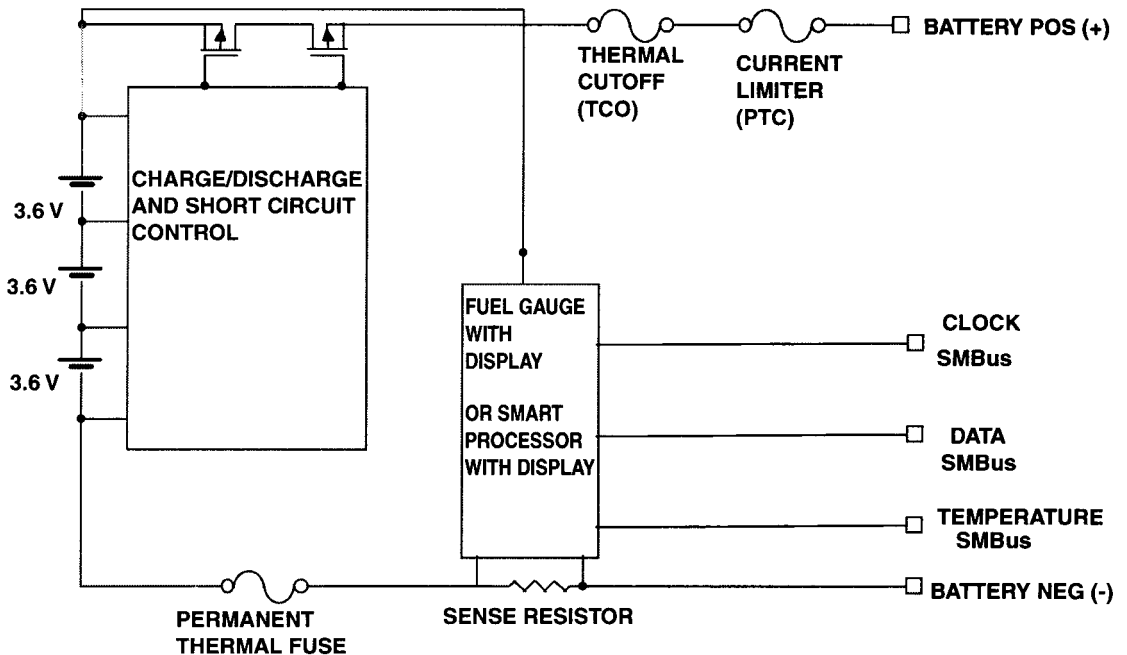 BATTERY POS (+)
THERMAL
CUTOFF
(TCO)
CURRENT
LIMITER
(PTC)
CHARGE/DISCHARGE
AND SHORT CIRCUIT
CONTROL
3.6 V
3.6 V
3.6 V
FUEL GAUGE
WITH
DISPLAY
OR SMART
PROCESSOR
WITH DISPLAY
CLOCK
SMBus
DATA
SMBus
TEMPERATURE
SMBus
BATTERY NEG (-)
SENSE RESISTOR
PERMANENT
THERMAL FUSE